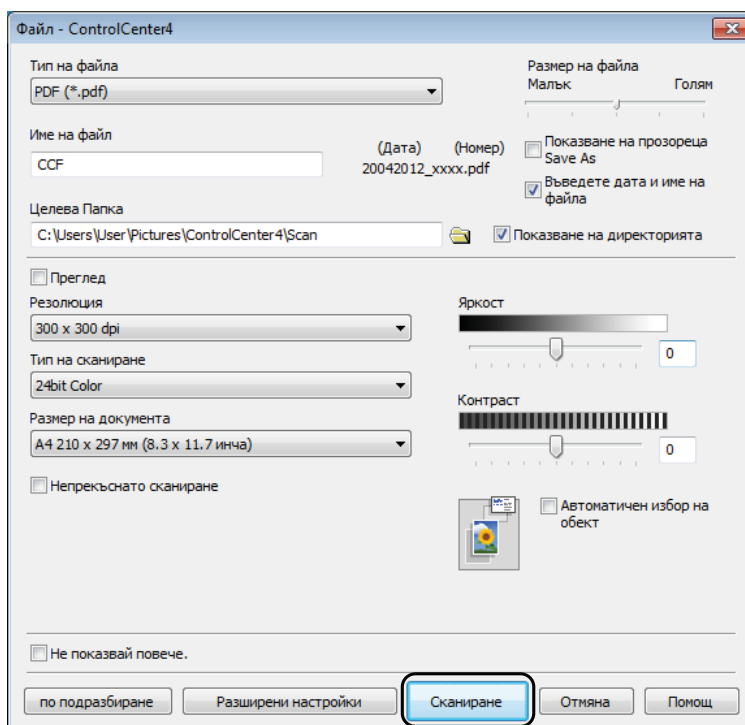 Файл - ControlCenter4
Тип на файла
PDF (*.pdf)
Размер на файла
Малък Голям
Име на файл
CCF
(Дата) (Номер)
20042012_xxxx.pdf
Показване на прозореца
Save As
Въведете дата и име на
файла
Целева Папка
C:\Users\User\Pictures\ControlCenter4\Scan
Показване на директорията
Преглед
Резолюция
300 x 300 dpi
Тип на сканиране
24bit Color
Размер на документа
A4 210 x 297 мм (8.3 x 11.7 инча)
Непрекъснато сканиране
Яркост
0
Контраст
0
Автоматичен избор на
обект
Не показвай повече.
по подразбиране Разширени настройки Сканиране Отмяна Помощ